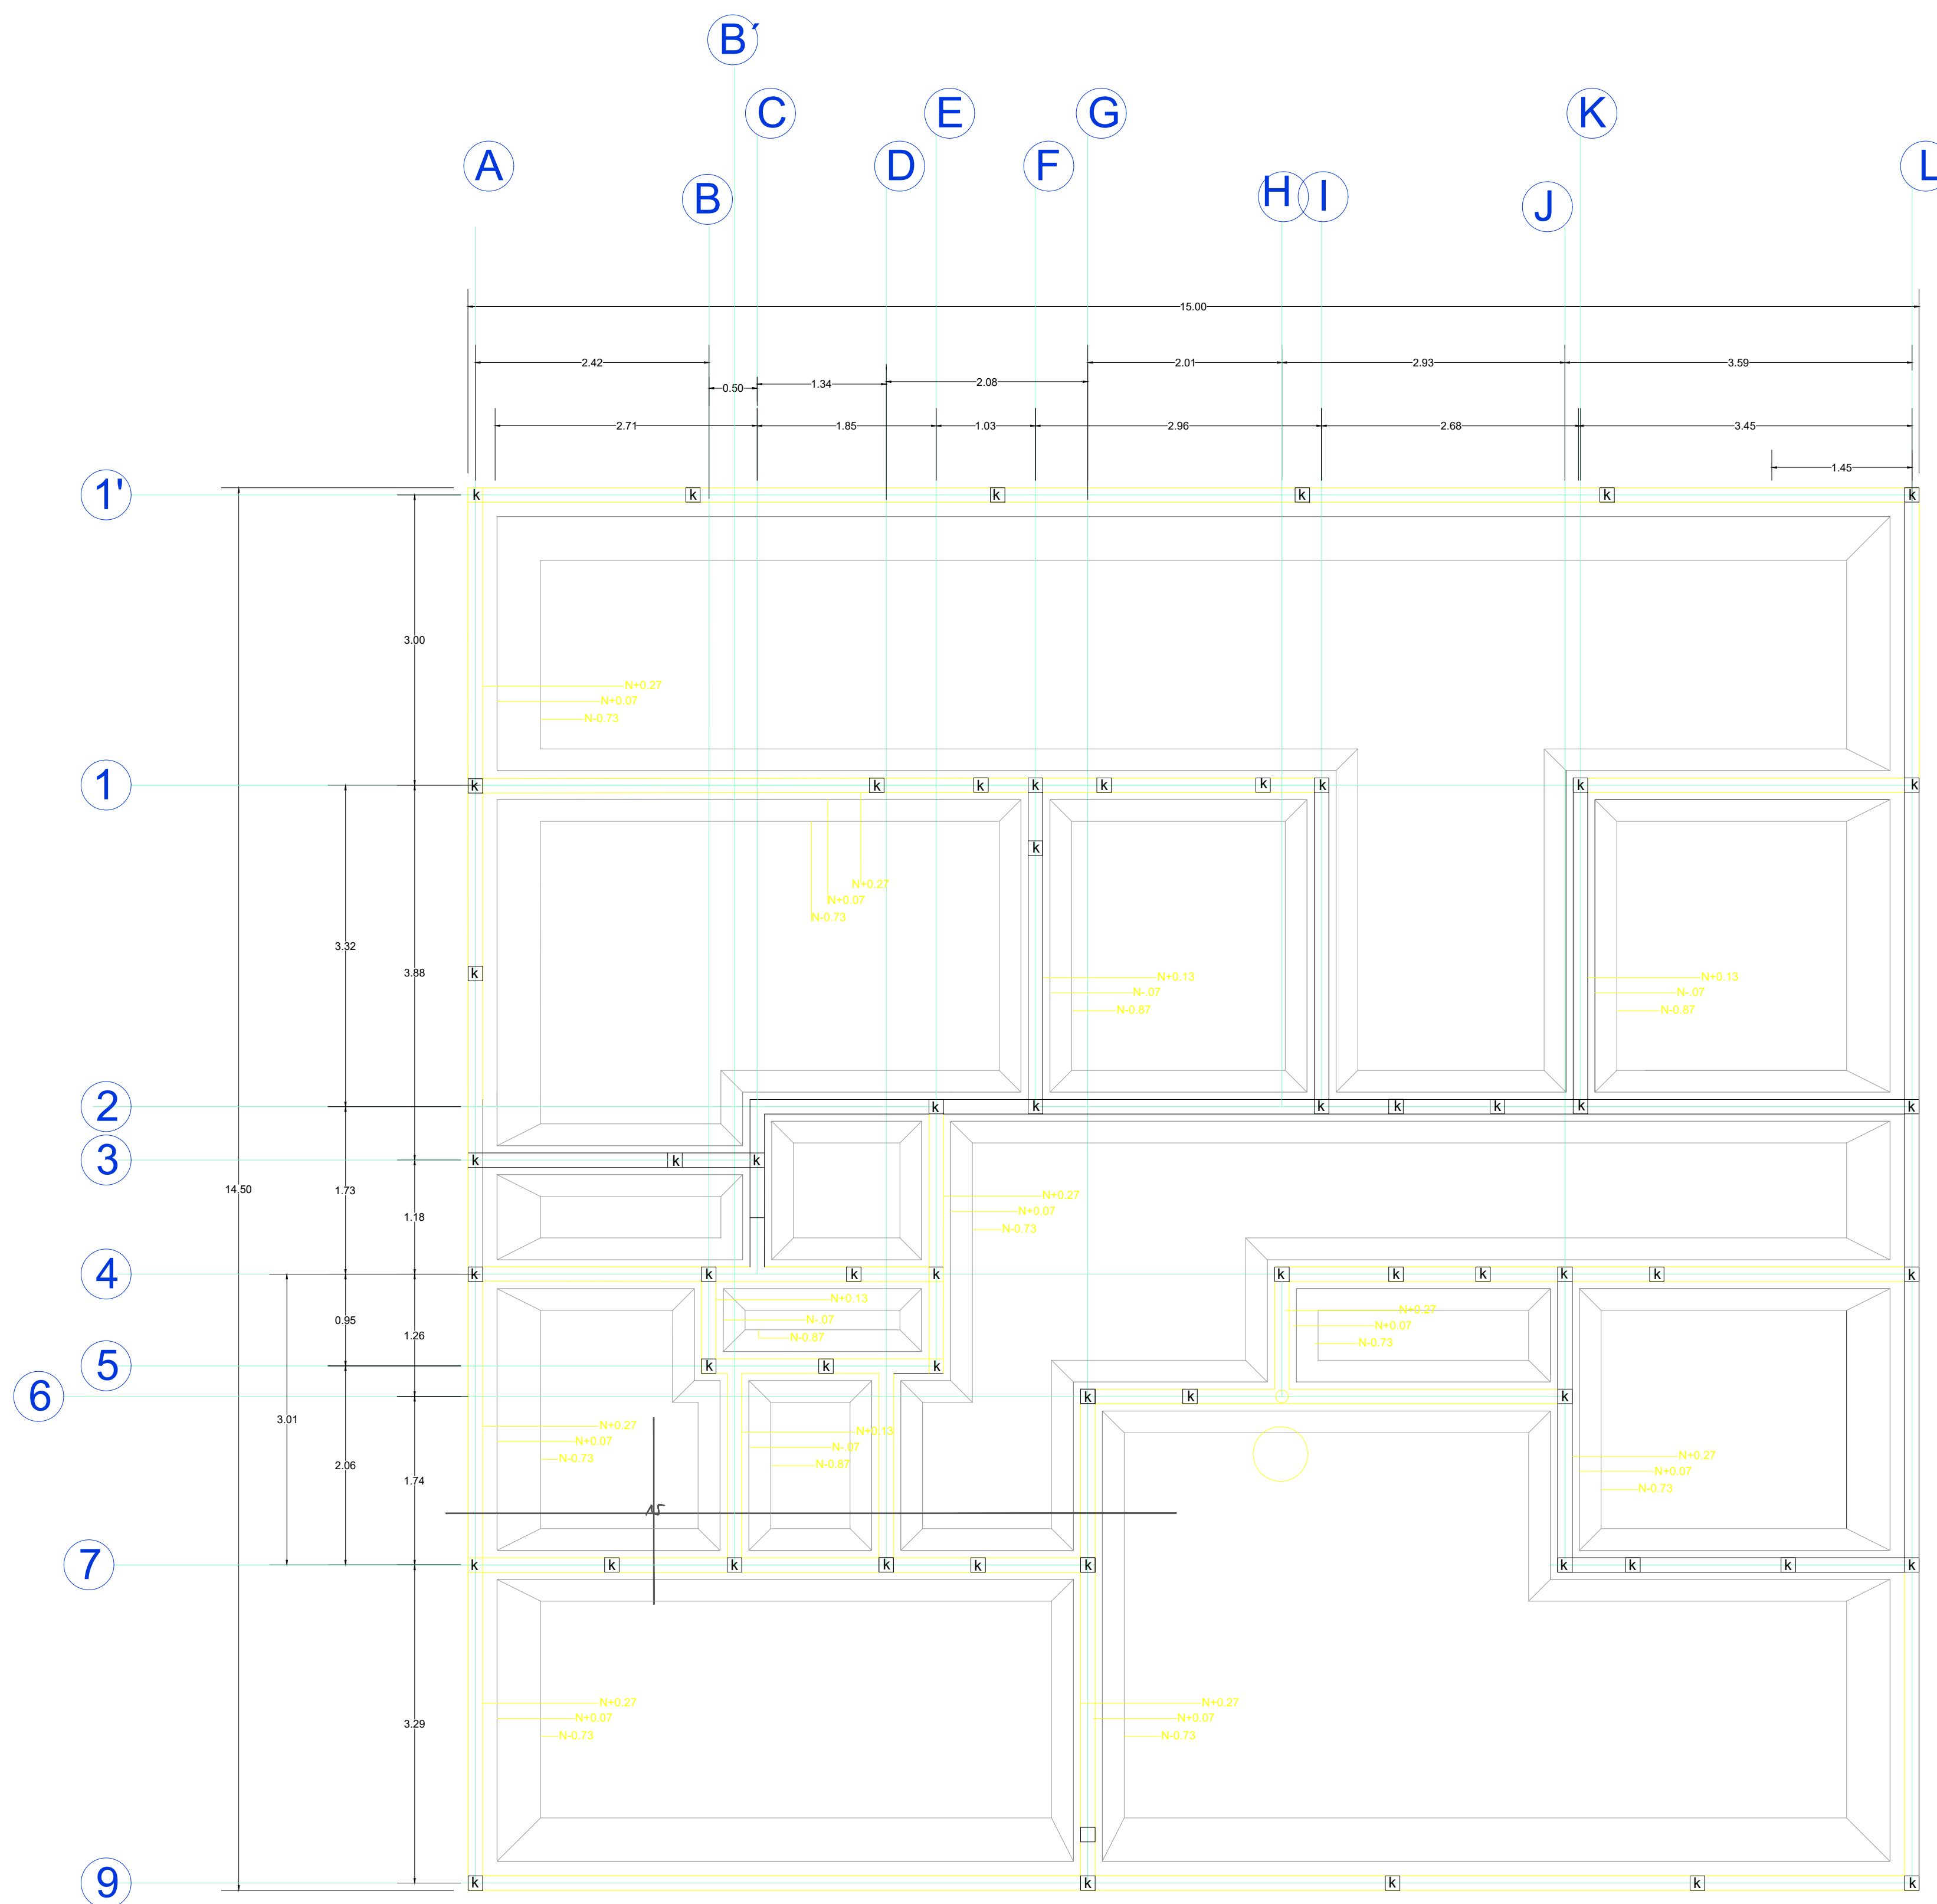 B´
C E G K
A D F L
B H I J
15.00
2.42 2.01 2.93 3.59
0.50 1.34 2.08
2.71 1.85 1.03 2.96 2.68 3.45
1.45
1' k k k k k k
3.00
N+0.27
N+0.07
N-0.73
1 k k k k k k k k k
k
N+0.27
N+0.07
N-0.73
3.32
3.88 k
N+0.13 N+0.13
N-.07 N-.07
N-0.87 N-0.87
2 k k k k k k k
3 k k k
14.50 1.73
1.18
N+0.27
N+0.07
N-0.73
4 k k k k k k k k k k
N+0.13
N+0.27
0.95
N-.07
N+0.07
1.26
N-0.87
N-0.73
5 k k k
6 k k k
3.01
N+0.27
N+0.13
N+0.07
N-.07
N-0.73
N-0.87
N+0.27
N+0.07
N-0.73
2.06
1.74
7 k k k k k k k k k k
N+0.27 N+0.27
N+0.07 N+0.07
N-0.73 N-0.73
3.29
9 k k k k k